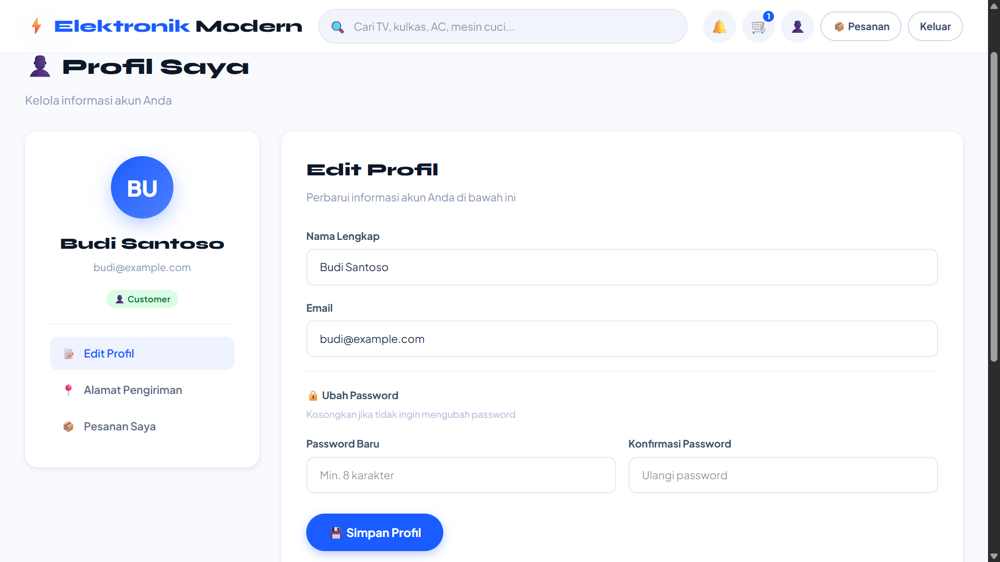 Elektronik Modern
Cari TV, kulkas, AC, mesin cuci...
1
Pesanan
Keluar
Profil Saya
Kelola informasi akun Anda
BU
Budi Santoso
budi@example.com
Customer
Edit Profil
Alamat Pengiriman
Pesanan Saya
Edit Profil
Perbarui informasi akun Anda di bawah ini
Nama Lengkap
Budi Santoso
Email
budi@example.com
Ubah Password
Kosongkan jika tidak ingin mengubah password
Password Baru
Konfirmasi Password
Min. 8 karakter
Ulangi password
Simpan Profil